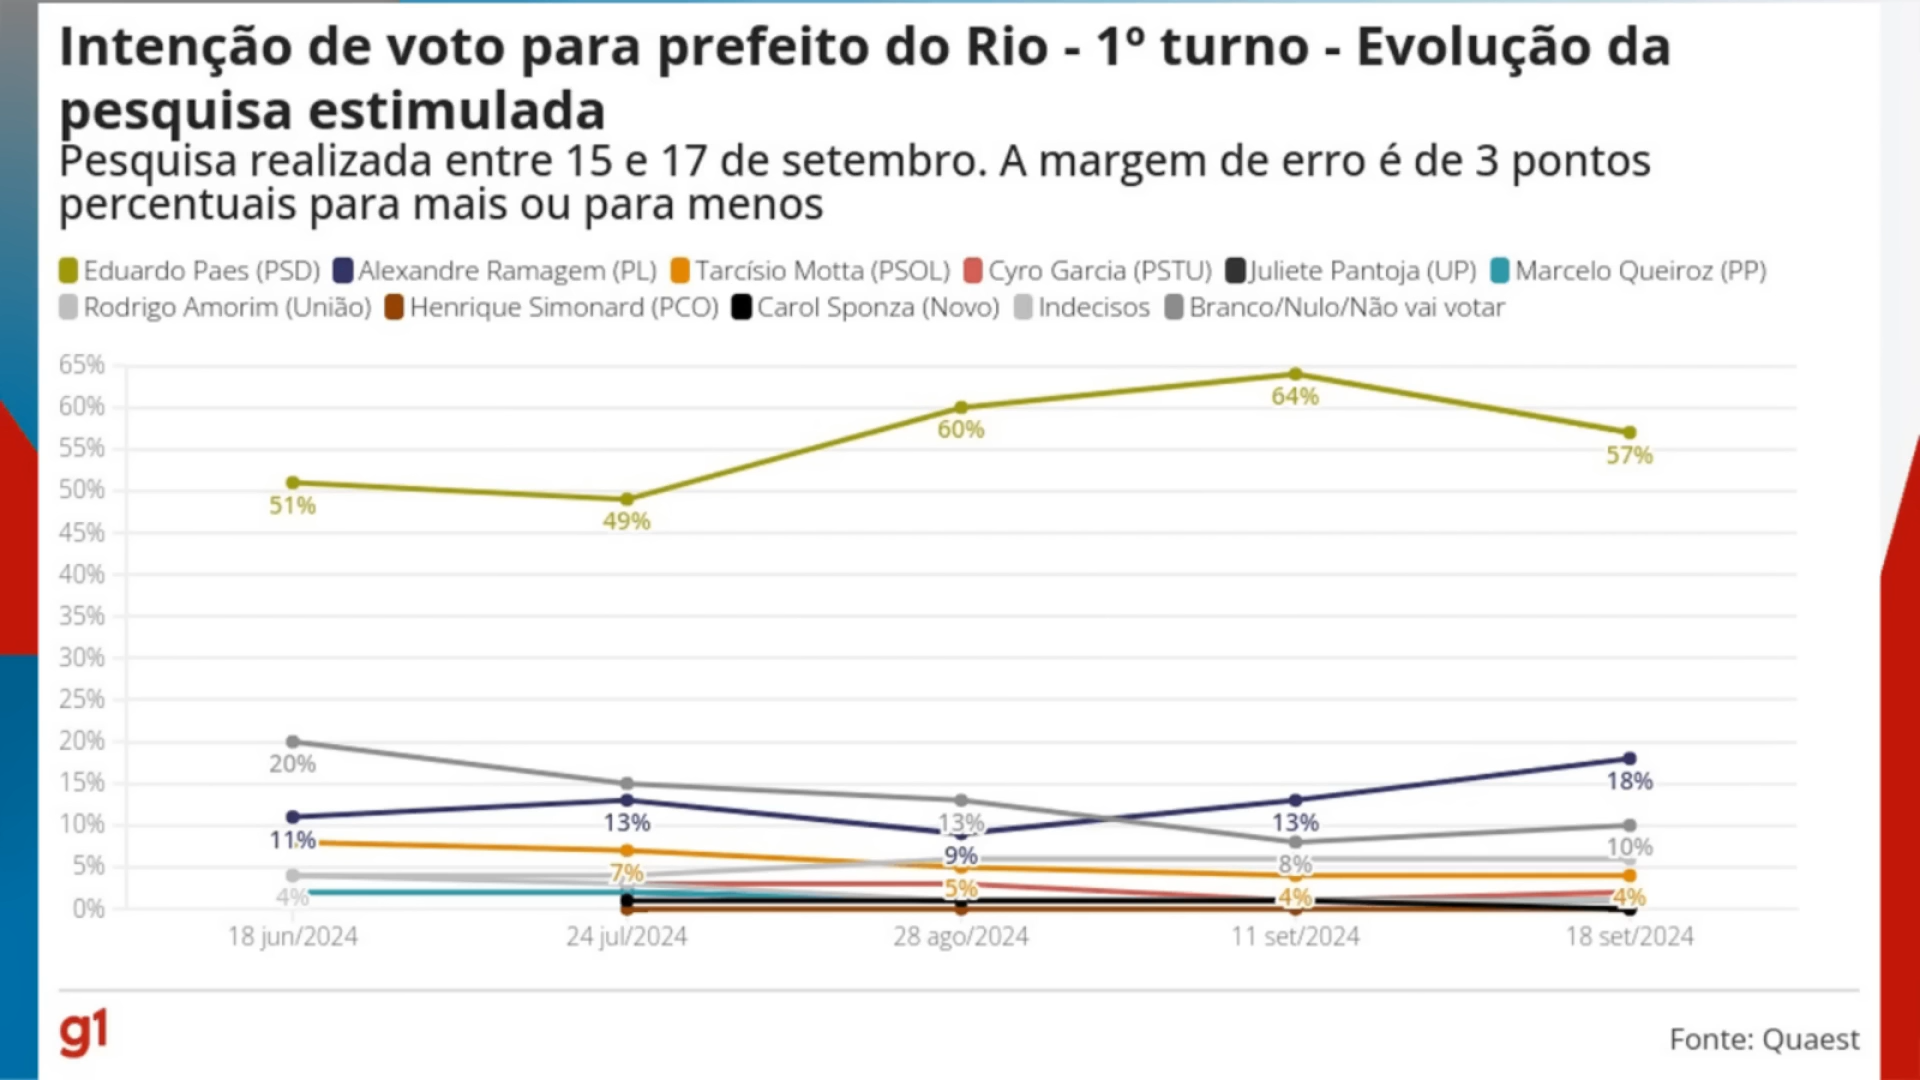 Intenção de voto para prefeito do Rio - 1º turno - Evolução da
pesquisa estimulada
Pesquisa realizada entre 15 e 17 de setembro. A margem de erro é de 3 pontos
percentuais para mais ou para menos
Eduardo Paes (PSD) Alexandre Ramagem (PL) Tarcísio Motta (PSOL) Cyro Garcia (PSTU) Juliete Pantoja (UP) Marcelo Queiroz (PP)
Rodrigo Amorim (União) Henrique Simonard (PCO) Carol Sponza (Novo) Indecisos Branco/Nulo/Não vai votar
65%
64%
60%
60%
57%
55%
51%
50%
49%
45%
40%
35%
30%
25%
20%
20%
18%
15%
13% 13% 13%
10%
11%
10%
9%
8%
5%
7%
5%
4% 4% 4%
0%
18 jun/2024 24 jul/2024 28 ago/2024 11 set/2024 18 set/2024
g1
Fonte: Quaest